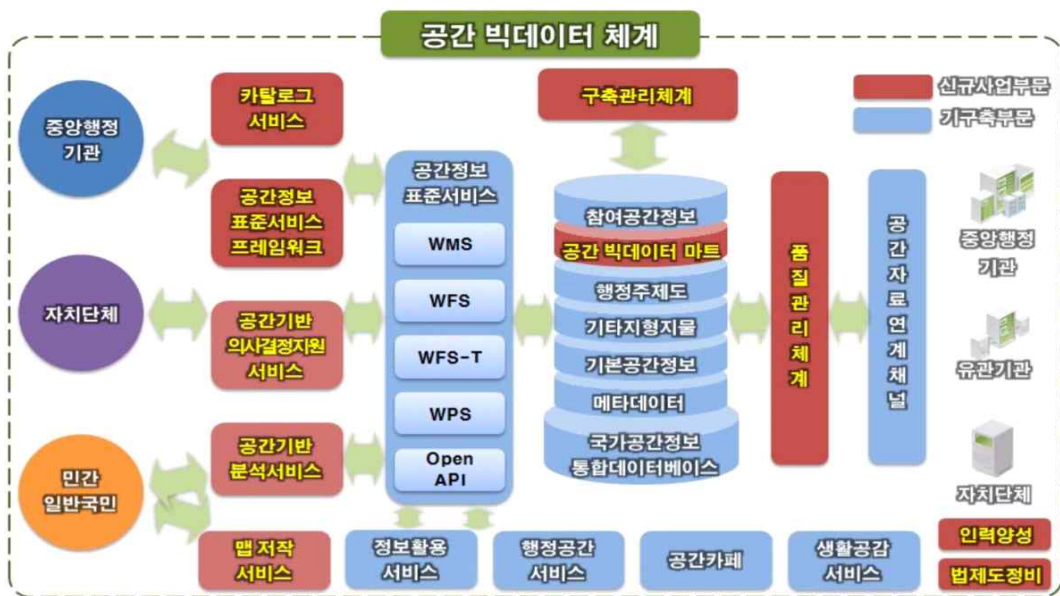 공간 빅데이터 체계
중앙행정
기관
자치단체
민간
일반국민
카탈로그
서비스
공간정보
표준서비스
프레임워크
공간기반
의사결정지원
서비스
공간기반
분석서비스
맵 저작
서비스
공간정보
표준서비스
WMS
WFS
WFS-T
WPS
Open
API
정보활용
서비스
행정공간
서비스
공간카페
생활공감
서비스
구축관리체계
참여공간정보
공간 빅데이터 마트
행정주제도
기타지형지물
기본공간정보
메타데이터
국가공간정보
통합데이터베이스
품질관리체계
공간자료연계채널
신규사업부문
기구축부문
중앙행정
기관
유관기관
자치단체
인력양성
법제도정비